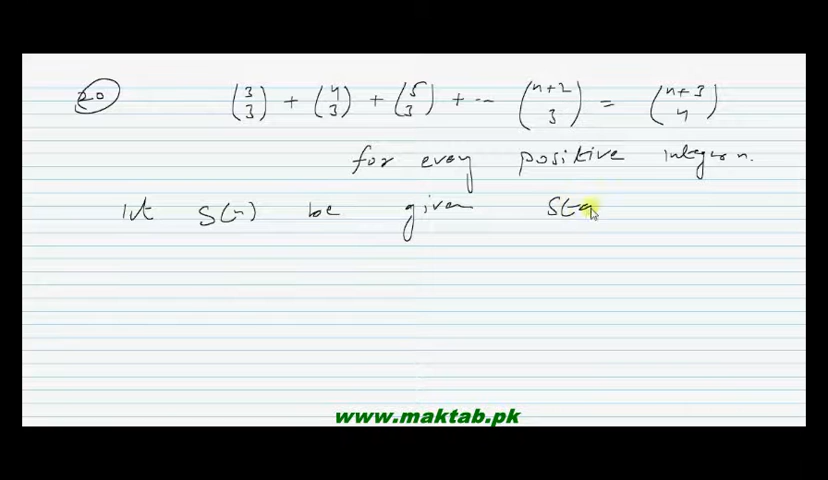 20 (3 3) + (4 3) + (5 3) + ... (n+2 3) = (n+3 4)
for every positive integer n.
let S(n) be given Sta
www.maktab.pk